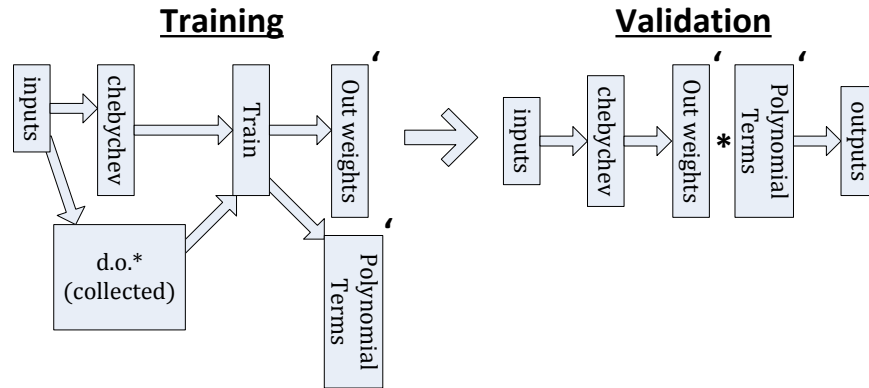 Training
inputs
chebychev
Train
Out weights
‘
d.o.*
(collected)
Polynomial
Terms
‘
Validation
inputs
chebychev
Out weights
‘
*
Polynomial
Terms
‘
outputs